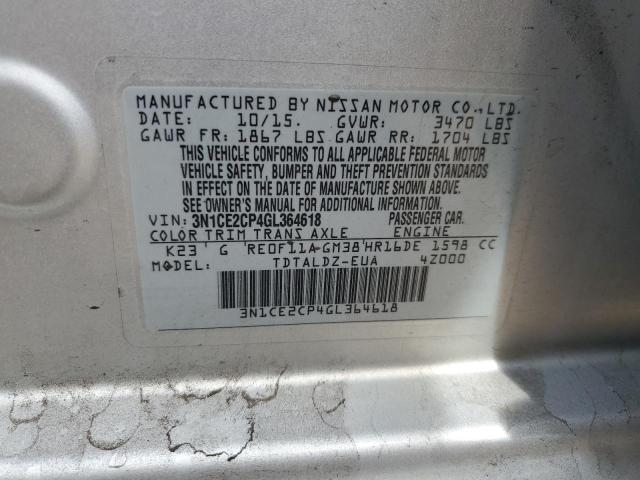 MANUFACTURED BY NISSAN MOTOR CO., LTD.
DATE: 10/15. GVWR: 3470 LBS
GAWR FR: 1867 LBS GAWR RR: 1704 LBS
THIS VEHICLE CONFORMS TO ALL APPLICABLE FEDERAL MOTOR
VEHICLE SAFETY, BUMPER AND THEFT PREVENTION STANDARDS
IN EFFECT ON THE DATE OF MANUFACTURE SHOWN ABOVE.
SEE OWNER'S MANUAL FOR ADDITIONAL INFORMATION.
VIN: 3N1CE2CP4GL364618 PASSENGER CAR.
COLOR TRIM TRANS AXLE ENGINE
K23 G RE0F11A GM38 HR16DE 1598 CC
MODEL: TDTALDZ-EUA 4Z000
3N1CE2CP4GL364618